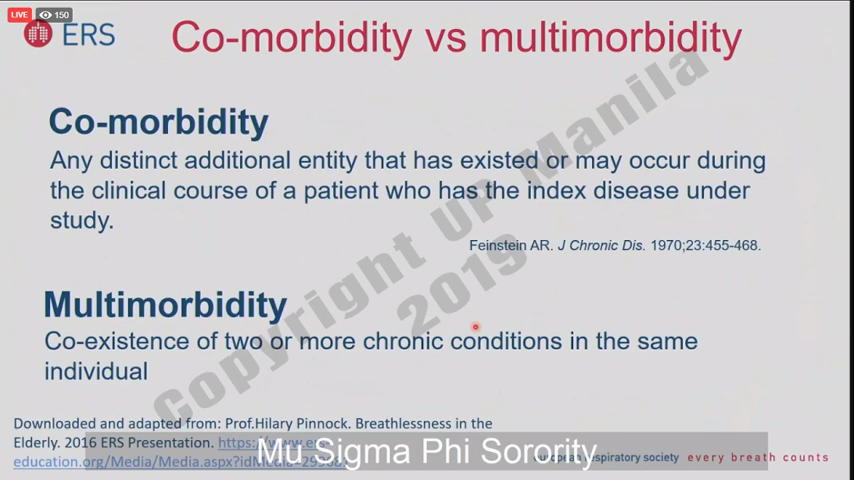 LIVE 150
ERS
Co-morbidity vs multimorbidity
Co-morbidity
Any distinct additional entity that has existed or may occur during
the clinical course of a patient who has the index disease under
study.
Feinstein AR. J Chronic Dis. 1970;23:455-468.
Multimorbidity
Co-existence of two or more chronic conditions in the same
individual
Copyright UP Manila
2019
Downloaded and adapted from: Prof.Hilary Pinnock. Breathlessness in the
Elderly. 2016 ERS Presentation. https://www.ers-
education.org/Media/Media.aspx?idMedia=
Mu Sigma Phi Sorority
european respiratory society every breath counts